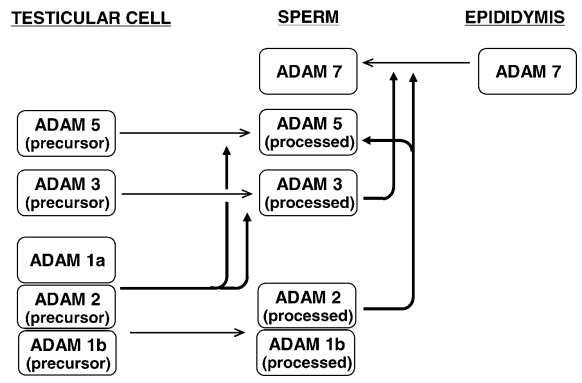 TESTICULAR CELL
SPERM
EPIDIDYMIS
ADAM 7
ADAM 7
ADAM 5
(precursor)
ADAM 5
(processed)
ADAM 3
(precursor)
ADAM 3
(processed)
ADAM 1a
ADAM 2
(precursor)
ADAM 2
(processed)
ADAM 1b
(precursor)
ADAM 1b
(processed)